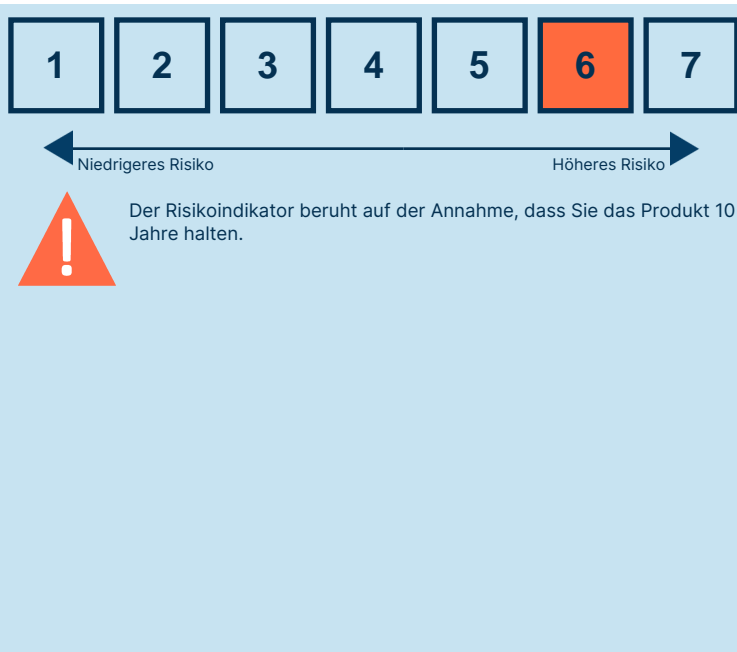 1 2 3 4 5 6 7
Niedrigeres Risiko Höheres Risiko
Der Risikoindikator beruht auf der Annahme, dass Sie das Produkt 10
Jahre halten.